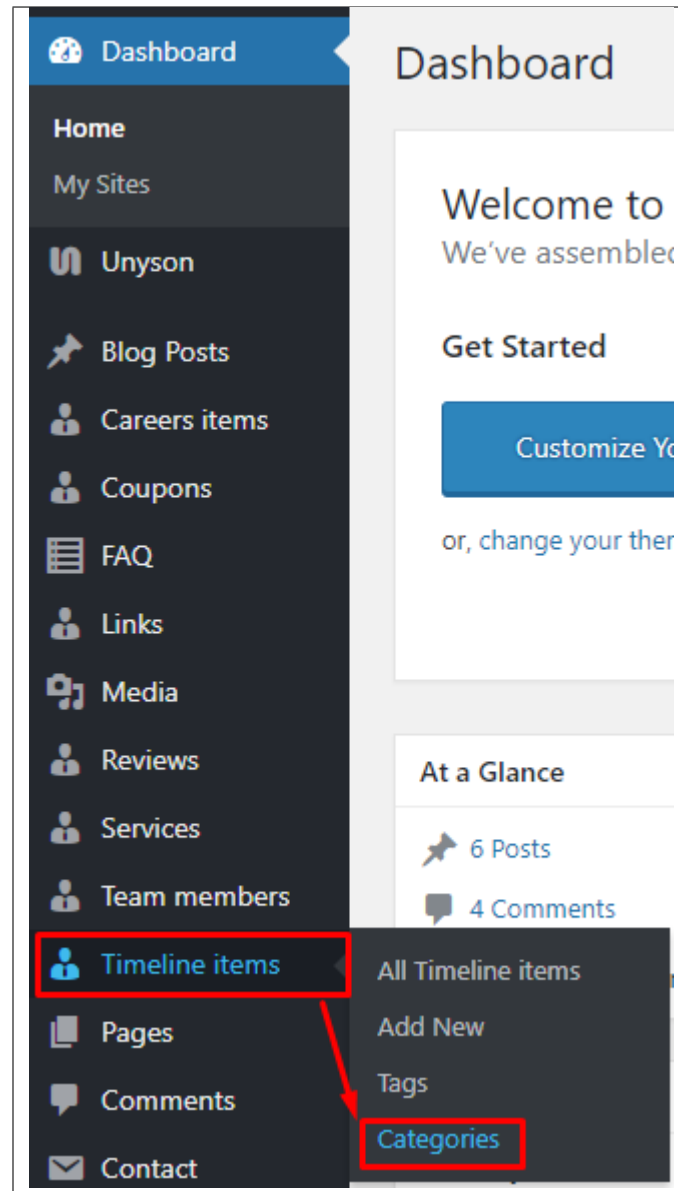 Dashboard
Home
My Sites
Unyson
Blog Posts
Careers items
Coupons
FAQ
Links
Media
Reviews
Services
Team members
Timeline items
Pages
Comments
Contact
Dashboard
Welcome to
We've assembled
Get Started
Customize Yo
or, change your ther
At a Glance
6 Posts
4 Comments
All Timeline items
Add New
Tags
Categories